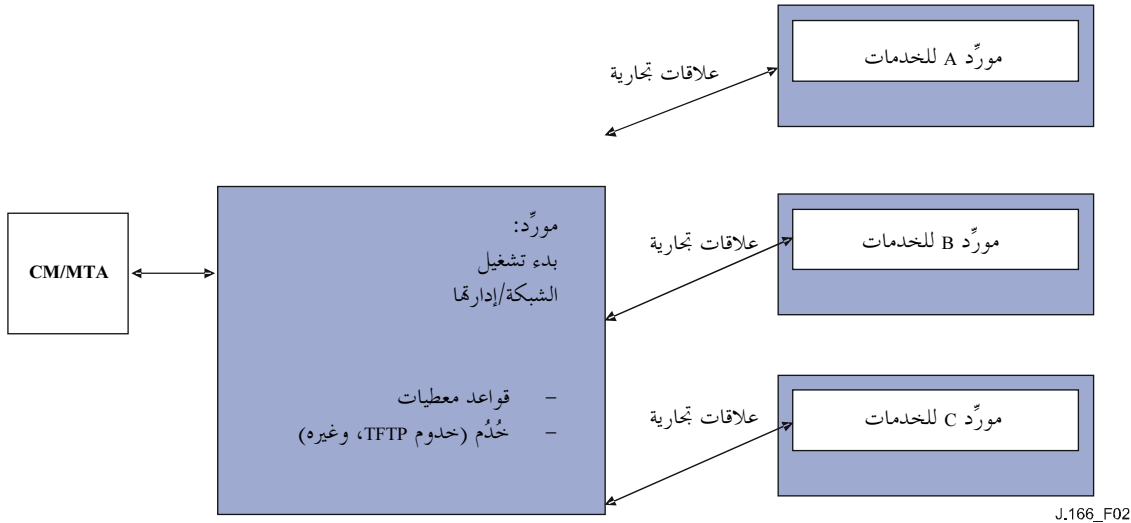 مورِّد A للخدمات
علاقات تجارية
مورِّد:
بدء تشغيل
الشبكة/إدارتها
مورِّد B للخدمات
علاقات تجارية
CM/MTA
– قواعد معطيات
– خُدُم (خدوم TFTP، وغيره)
مورِّد C للخدمات
علاقات تجارية
J.166_F02